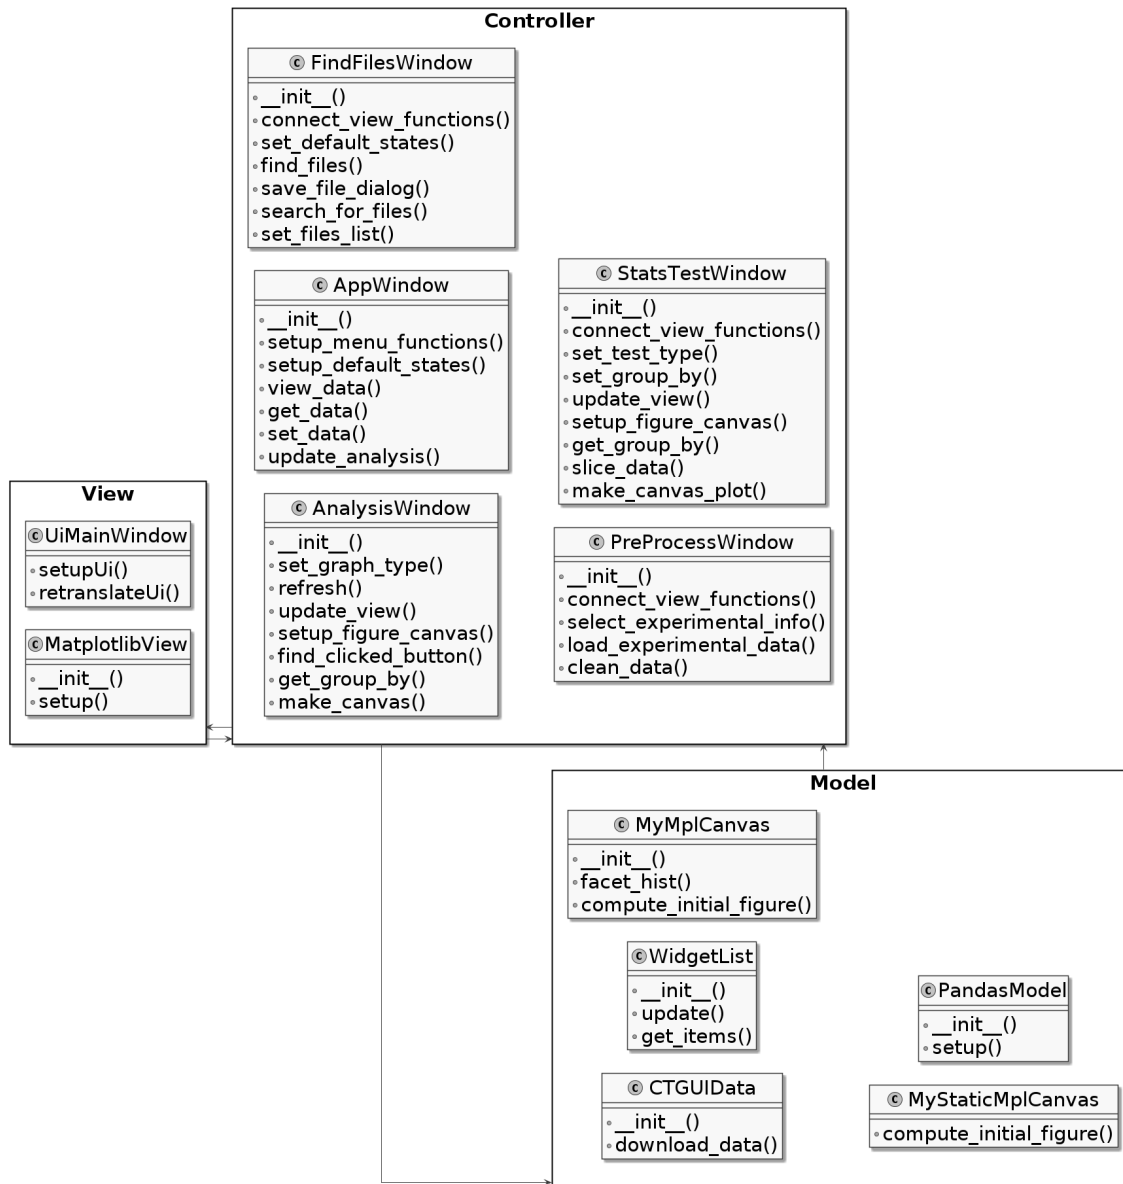 Controller
C FindFilesWindow
__init__()
connect_view_functions()
set_default_states()
find_files()
save_file_dialog()
search_for_files()
set_files_list()
C AppWindow
__init__()
setup_menu_functions()
setup_default_states()
view_data()
get_data()
set_data()
update_analysis()
C AnalysisWindow
__init__()
set_graph_type()
refresh()
update_view()
setup_figure_canvas()
find_clicked_button()
get_group_by()
make_canvas()
C StatsTestWindow
__init__()
connect_view_functions()
set_test_type()
set_group_by()
update_view()
setup_figure_canvas()
get_group_by()
slice_data()
make_canvas_plot()
C PreProcessWindow
__init__()
connect_view_functions()
select_experimental_info()
load_experimental_data()
clean_data()
View
C UiMainWindow
setupUi()
retranslateUi()
C MatplotlibView
__init__()
setup()
Model
C MyMplCanvas
__init__()
facet_hist()
compute_initial_figure()
C WidgetList
__init__()
update()
get_items()
C CTGUIData
__init__()
download_data()
C PandasModel
__init__()
setup()
C MyStaticMplCanvas
compute_initial_figure()